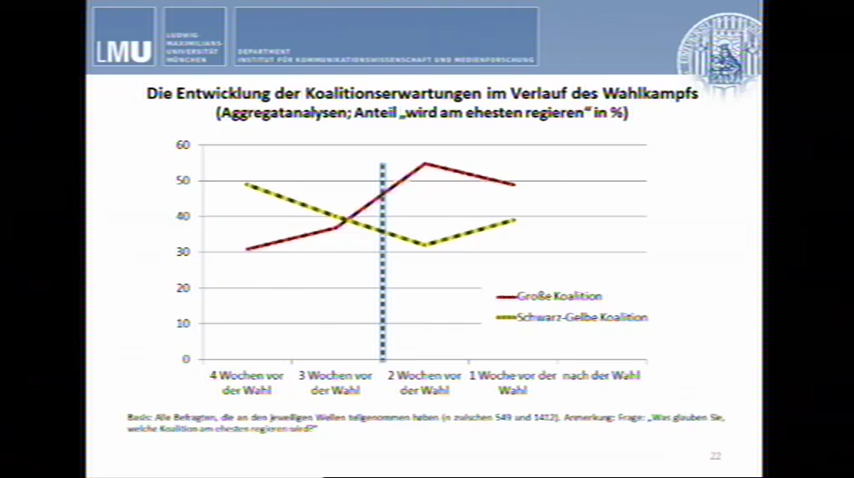 LMU
LUDWIG-
MAXIMILIANS-
UNIVERSITÄT
MÜNCHEN
DEPARTMENT
INSTITUT FÜR KOMMUNIKATIONSWISSENSCHAFT UND MEDIENFORSCHUNG
Die Entwicklung der Koalitionserwartungen im Verlauf des Wahlkampfs
(Aggregatanalysen; Anteil „wird am ehesten regieren“ in %)
60
50
40
30
20
10
0
Große Koalition
Schwarz-Gelbe Koalition
4 Wochen vor der Wahl
3 Wochen vor der Wahl
2 Wochen vor der Wahl
1 Woche vor der Wahl
nach der Wahl
Basis: Alle Befragten, die an den jeweiligen Wellen teilgenommen haben (n zwischen 549 und 1412). Anmerkung: Frage: „Was glauben Sie,
welche Koalition am ehesten regieren wird?“
22